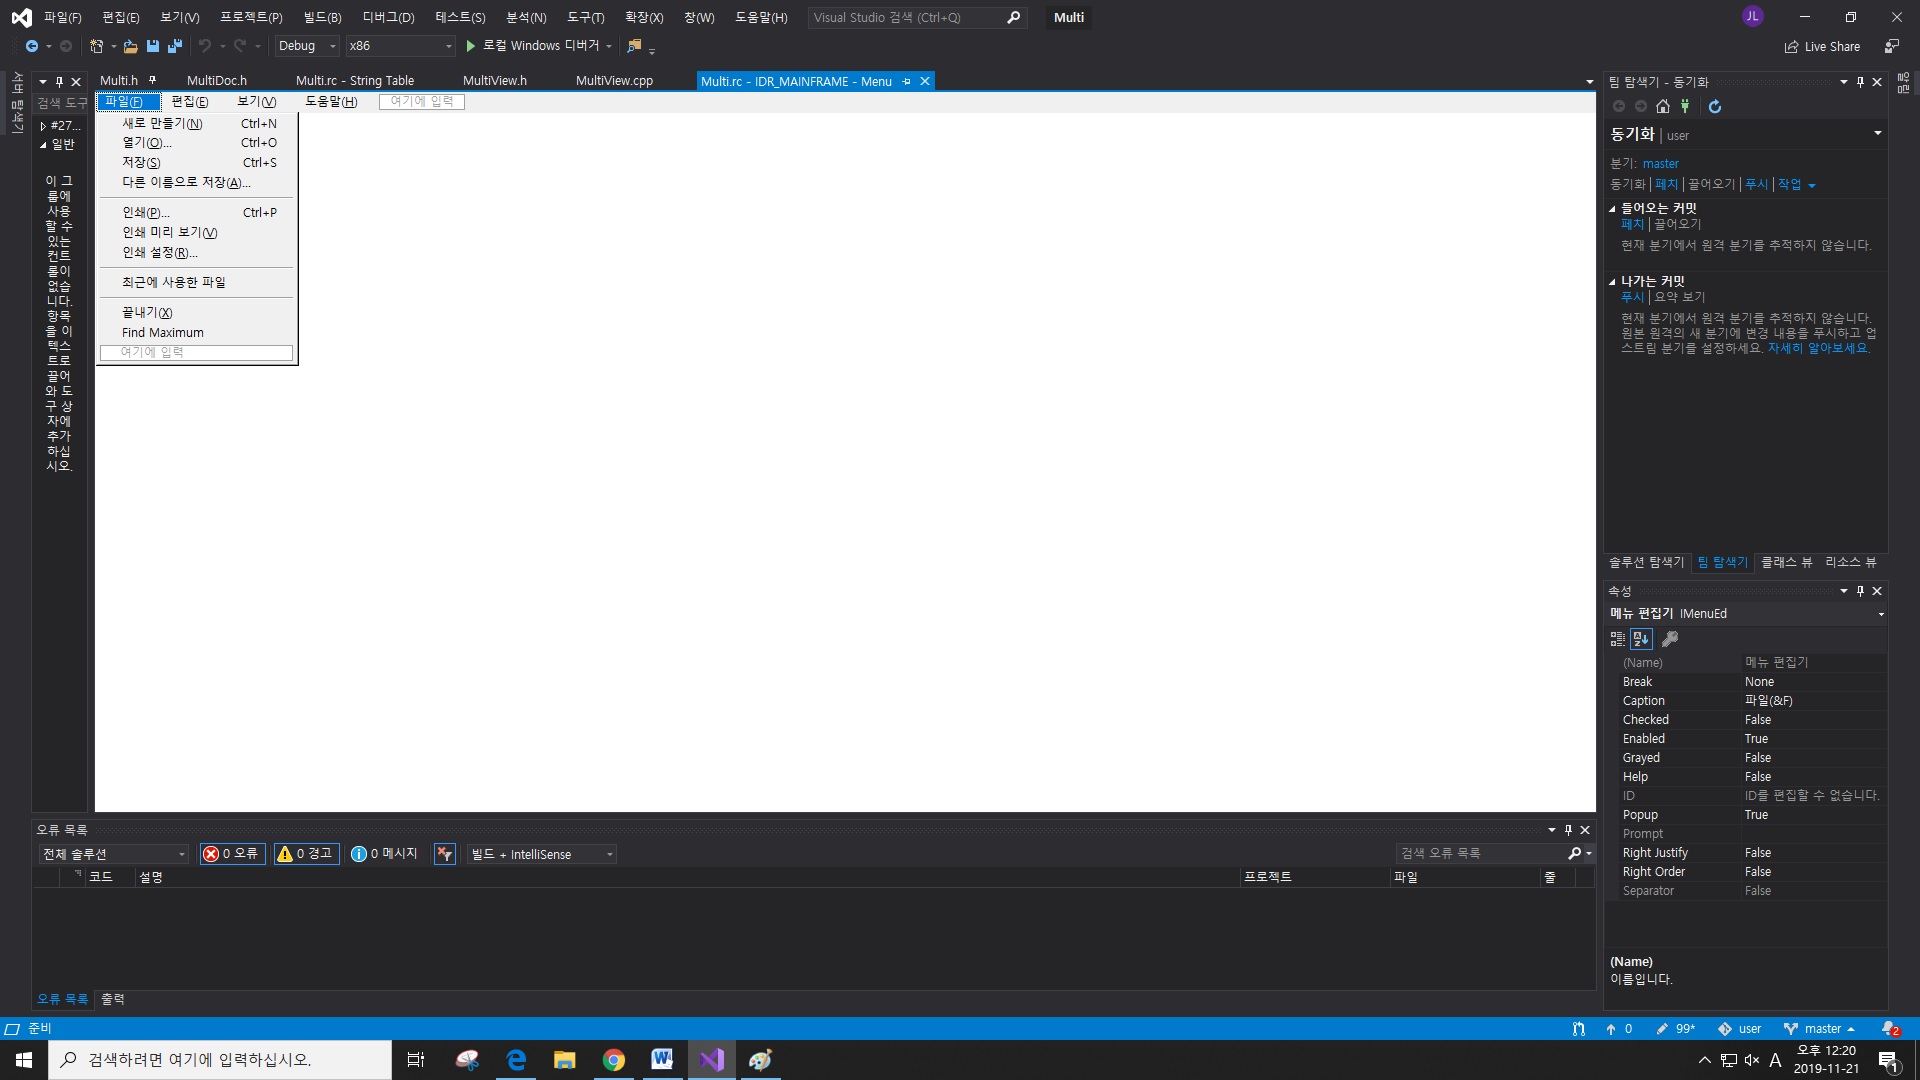 파일(F) 편집(E) 보기(V) 프로젝트(P) 빌드(B) 디버그(D) 테스트(S) 분석(N) 도구(T) 확장(X) 창(W) 도움말(H) Visual Studio 검색 (Ctrl+Q) Multi JL
Debug x86 로컬 Windows 디버거 Live Share
서버 탐색기
알림
Multi.h MultiDoc.h Multi.rc - String Table MultiView.h MultiView.cpp Multi.rc - IDR_MAINFRAME - Menu
검색 도구
#27...
일반
이 그
룹에
사용
할 수
있는
컨트
롤이
없습
니다.
항목
을 이
텍스
트로
끌어
와 도
구 상
자에
추가
하십
시오.
파일(F) 편집(E) 보기(V) 도움말(H) 여기에 입력
새로 만들기(N) Ctrl+N
열기(O)... Ctrl+O
저장(S) Ctrl+S
다른 이름으로 저장(A)...
인쇄(P)... Ctrl+P
인쇄 미리 보기(V)
인쇄 설정(R)...
최근에 사용한 파일
끝내기(X)
Find Maximum
여기에 입력
팀 탐색기 - 동기화
동기화 | user
분기: master
동기화 | 페치 | 끌어오기 | 푸시 | 작업
들어오는 커밋
페치 | 끌어오기
현재 분기에서 원격 분기를 추적하지 않습니다.
나가는 커밋
푸시 | 요약 보기
현재 분기에서 원격 분기를 추적하지 않습니다.
원본 원격의 새 분기에 변경 내용을 푸시하고 업
스트림 분기를 설정하세요. 자세히 알아보세요.
솔루션 탐색기 팀 탐색기 클래스 뷰 리소스 뷰
속성
메뉴 편집기 IMenuEd
(Name) 메뉴 편집기
Break None
Caption 파일(&F)
Checked False
Enabled True
Grayed False
Help False
ID ID를 편집할 수 없습니다.
Popup True
Prompt
Right Justify False
Right Order False
Separator False
(Name)
이름입니다.
오류 목록
전체 솔루션 0 오류 0 경고 0 메시지 빌드 + IntelliSense 검색 오류 목록
코드 설명 프로젝트 파일 줄
오류 목록 출력
준비 0 99* user master 2
검색하려면 여기에 입력하십시오. A 오후 12:20
2019-11-21 1